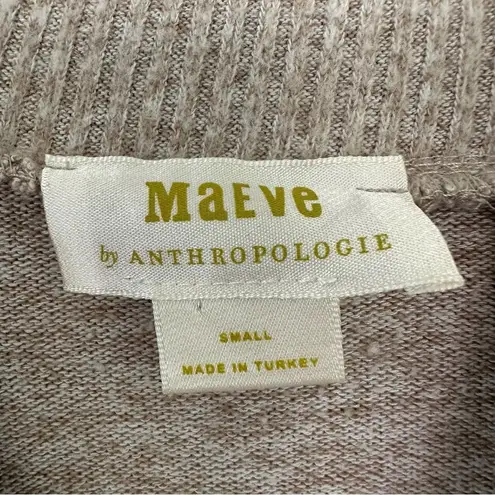 MaEve
by ANTHROPOLOGIE
SMALL
MADE IN TURKEY